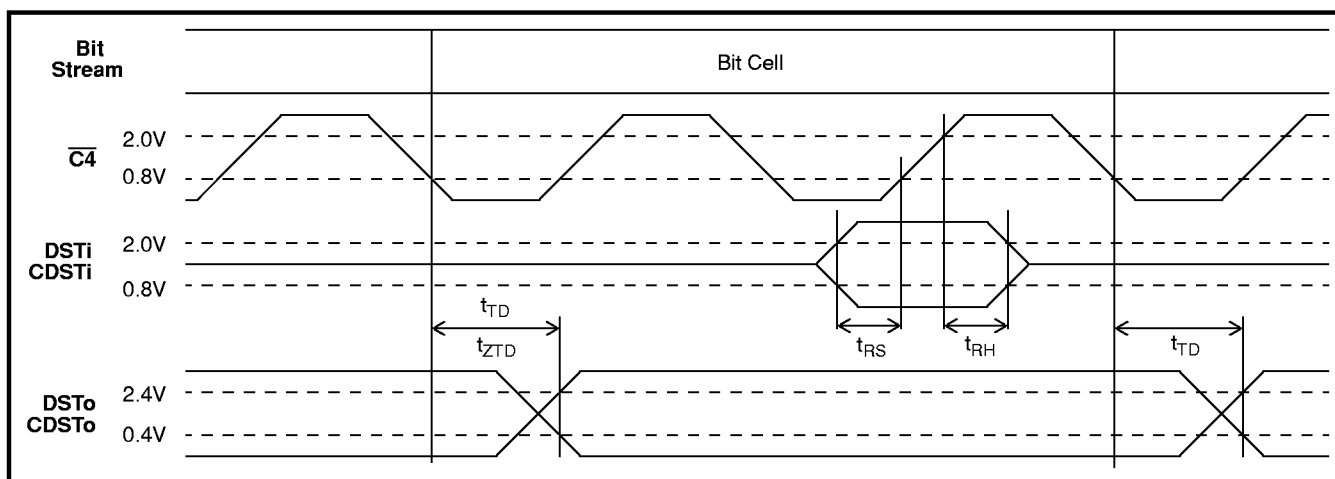 Bit
Stream
Bit Cell
C4
2.0V
0.8V
DSTi
CDSTi
2.0V
0.8V
tTD
tZTD
tRS
tRH
tTD
DSTo
CDSTo
2.4V
0.4V